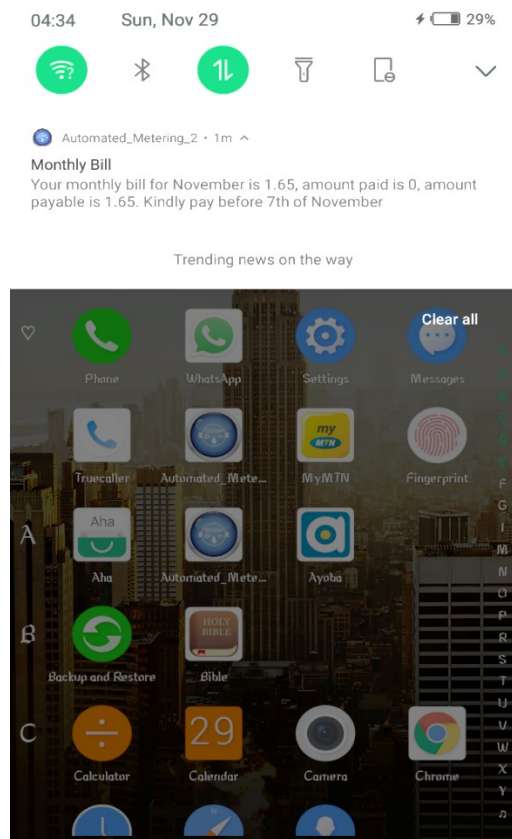 04:34 Sun, Nov 29 29%
Automated_Metering_2 • 1m
Monthly Bill
Your monthly bill for November is 1.65, amount paid is 0, amount
payable is 1.65. Kindly pay before 7th of November
Trending news on the way
Clear all
Phone WhatsApp Settings Messages
my
MTN
Truecaller Automated_Mete... MyMTN Fingerprint
F
G
A
Aha
I
M
Aha Automated_Mete... Ayoba
N
O
P
B
HOLY
BIBLE
R
S
Backup and Restore Bible
T
U
C
29
V
W
Calculator Calendar Camera Chrome
X
Y
N